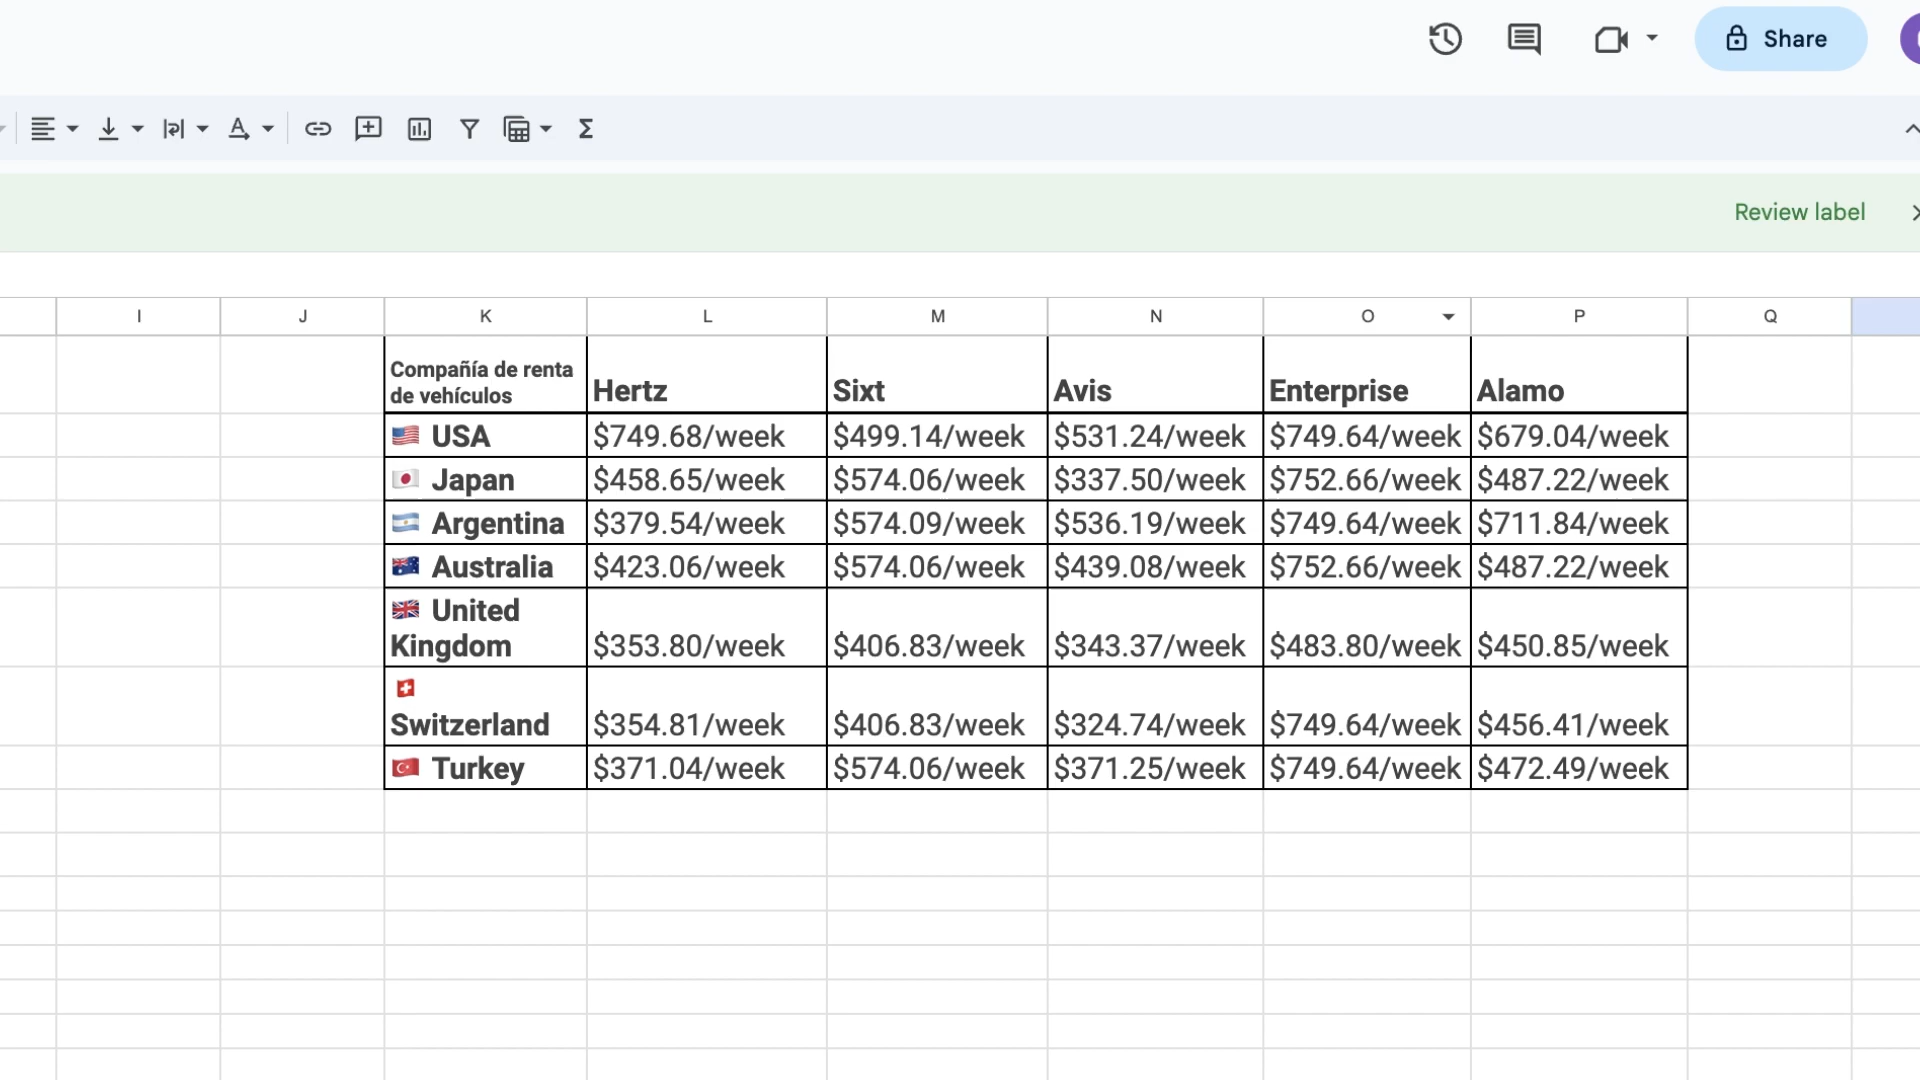 Share
Review label
I J K L M N O P Q
Compañía de renta
de vehículos Hertz Sixt Avis Enterprise Alamo
USA $749.68/week $499.14/week $531.24/week $749.64/week $679.04/week
Japan $458.65/week $574.06/week $337.50/week $752.66/week $487.22/week
Argentina $379.54/week $574.09/week $536.19/week $749.64/week $711.84/week
Australia $423.06/week $574.06/week $439.08/week $752.66/week $487.22/week
United
Kingdom $353.80/week $406.83/week $343.37/week $483.80/week $450.85/week
Switzerland $354.81/week $406.83/week $324.74/week $749.64/week $456.41/week
Turkey $371.04/week $574.06/week $371.25/week $749.64/week $472.49/week